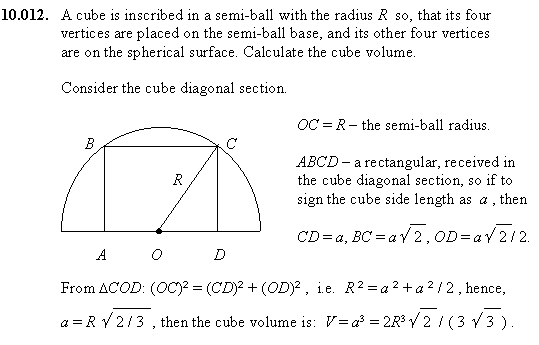 10.012. A cube is inscribed in a semi-ball with the radius R so, that its four
vertices are placed on the semi-ball base, and its other four vertices
are on the spherical surface. Calculate the cube volume.
Consider the cube diagonal section.
OC = R – the semi-ball radius.
B C
R
ABCD – a rectangular, received in
the cube diagonal section, so if to
sign the cube side length as a , then
CD = a, BC = a √2 , OD = a √2 / 2.
A O D
From ΔCOD: (OC)² = (CD)² + (OD)² , i.e. R² = a² + a² / 2 , hence,
a = R √2 / 3 , then the cube volume is: V = a³ = 2R³ √2 / ( 3 √3 ) .